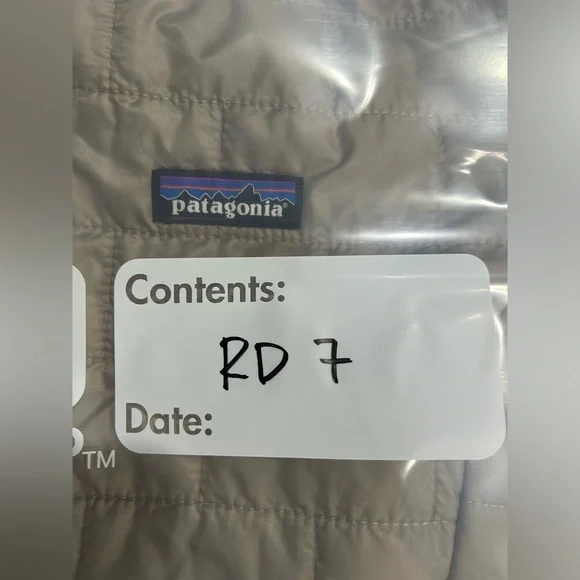 patagonia
Contents:
RD 7
Date:
TM